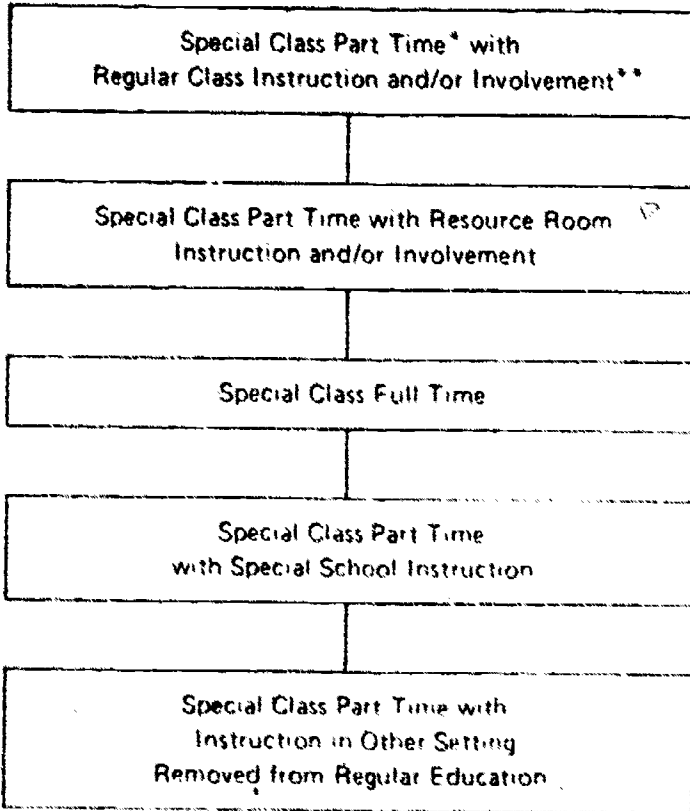 Special Class Part Time* with
Regular Class Instruction and/or Involvement**
Special Class Part Time with Resource Room
Instruction and/or Involvement
Special Class Full Time
Special Class Part Time
with Special School Instruction
Special Class Part Time with
Instruction in Other Setting
Removed from Regular Education